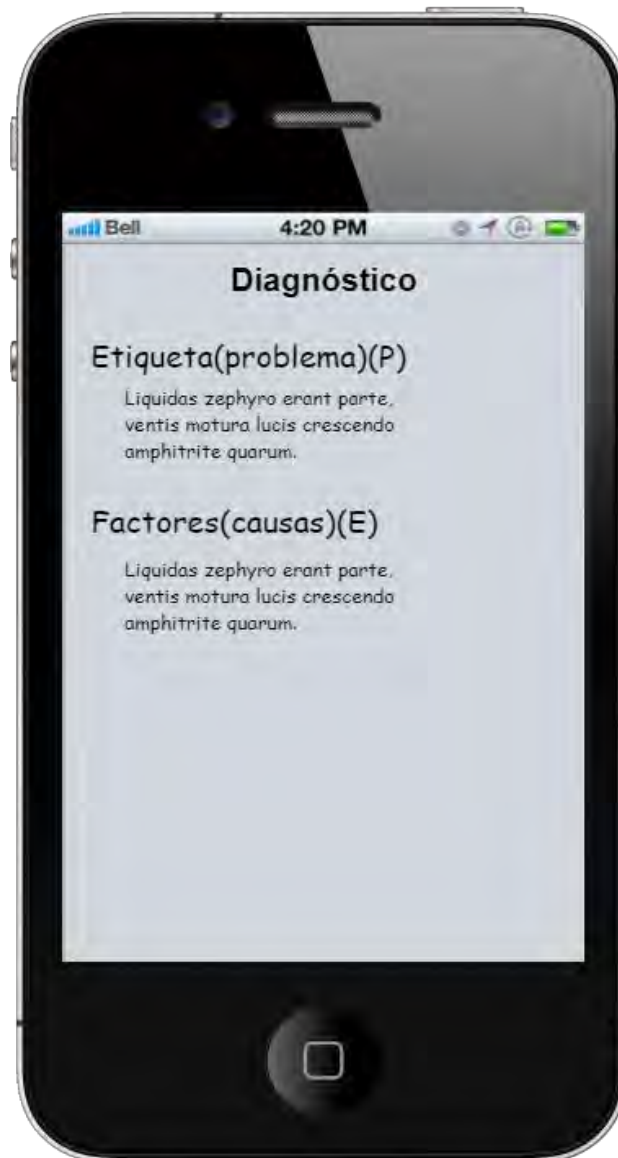 Bell 4:20 PM
Diagnóstico
Etiqueta(problema)(P)
Liquidas zephyro erant parte,
ventis motura lucis crescendo
amphitrite quarum.
Factores(causas)(E)
Liquidas zephyro erant parte,
ventis motura lucis crescendo
amphitrite quarum.